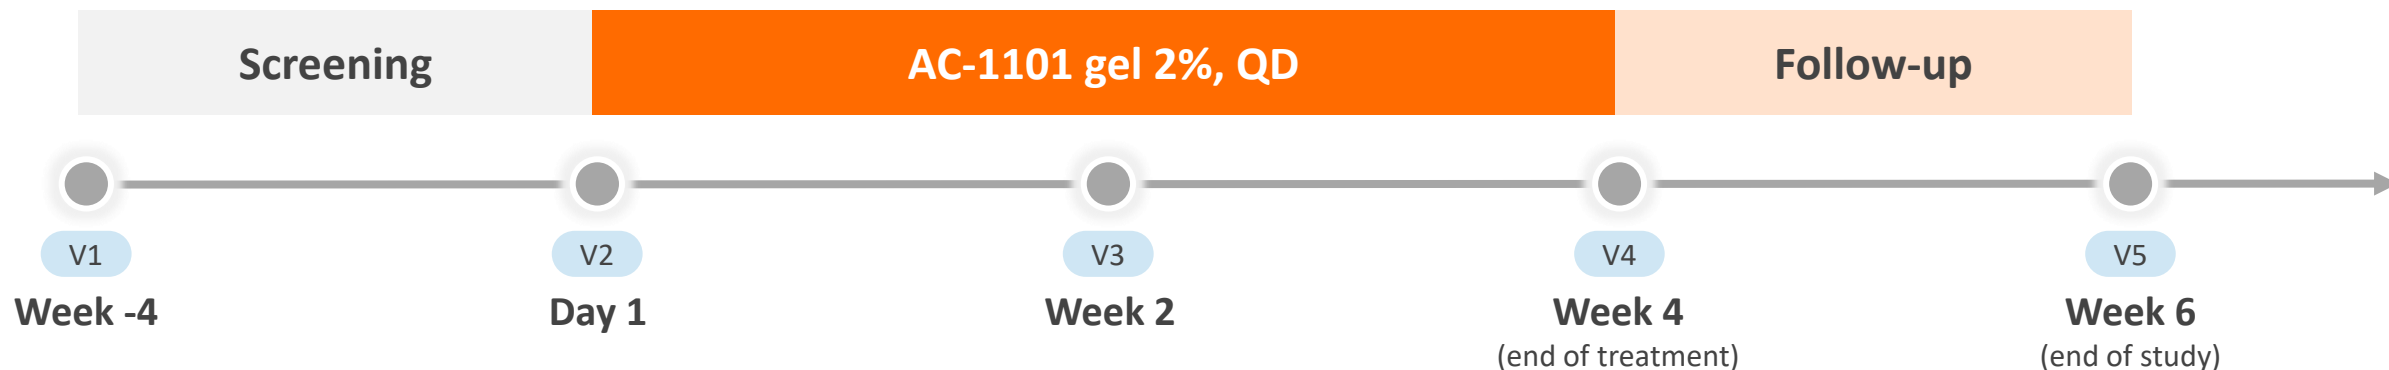 Screening
AC-1101 gel 2%, QD
Follow-up
V1
V2
V3
V4
V5
Week -4
Day 1
Week 2
Week 4
Week 6
(end of treatment)
(end of study)